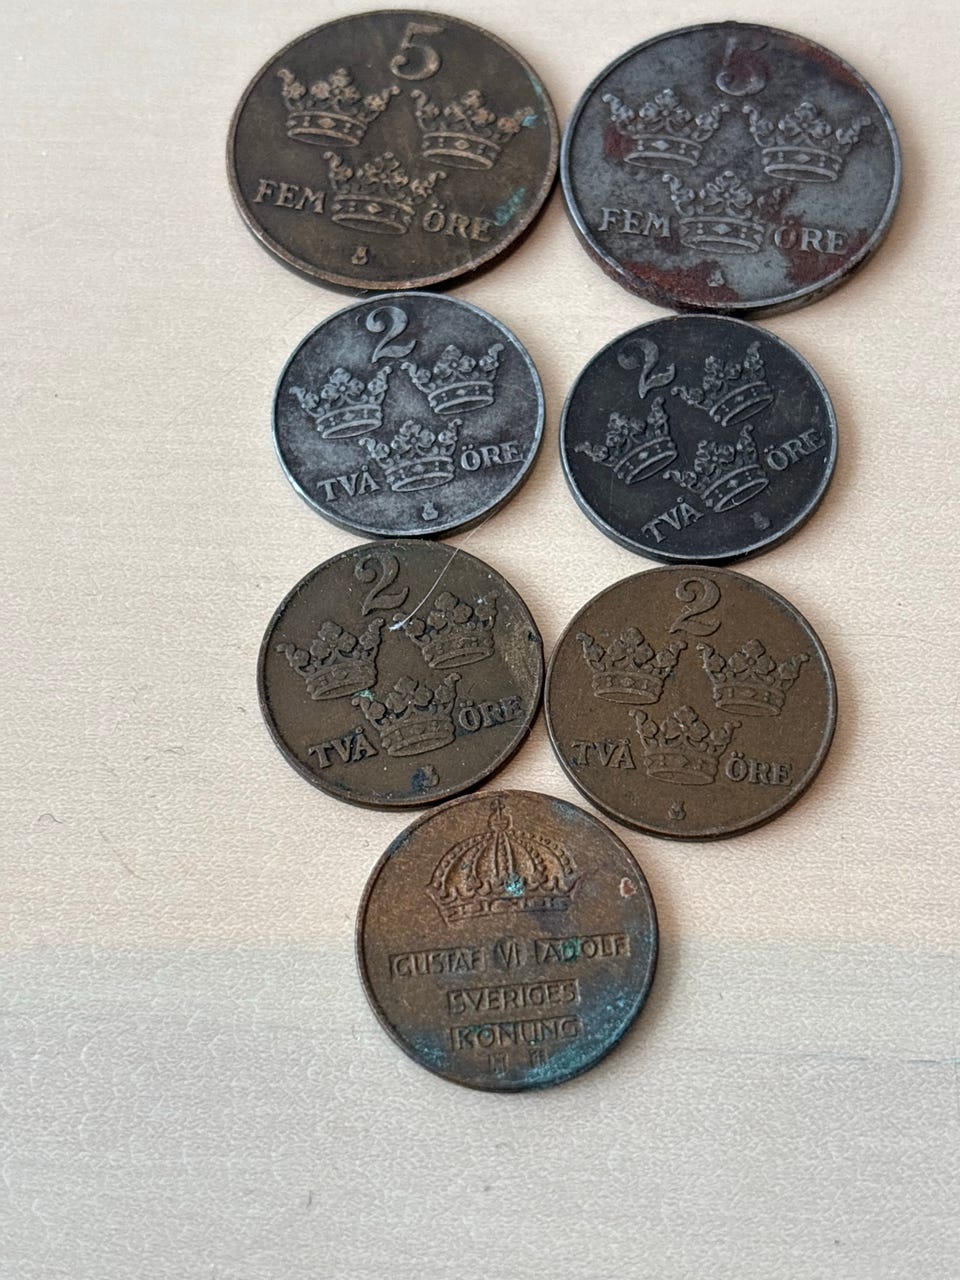 5
FEM ÖRE
5
FEM ÖRE
2
TVÅ ÖRE
2
TVÅ ÖRE
2
TVÅ ÖRE
2
TVÅ ÖRE
GUSTAF VI ADOLF
SVERIGES
KONUNG